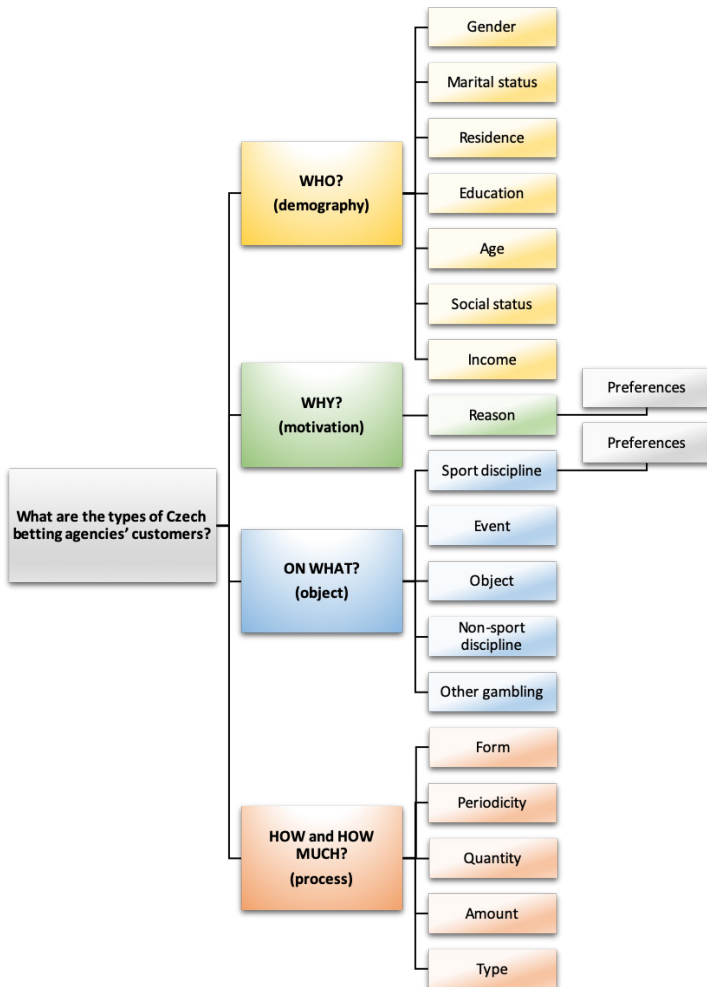 Gender
Marital status
Residence
WHO?
(demography)
Education
Age
Social status
Income
Preferences
WHY?
(motivation)
Reason
Preferences
Sport discipline
What are the types of Czech
betting agencies’ customers?
Event
ON WHAT?
(object)
Object
Non-sport
discipline
Other gambling
Form
Periodicity
HOW and HOW
MUCH?
(process)
Quantity
Amount
Type